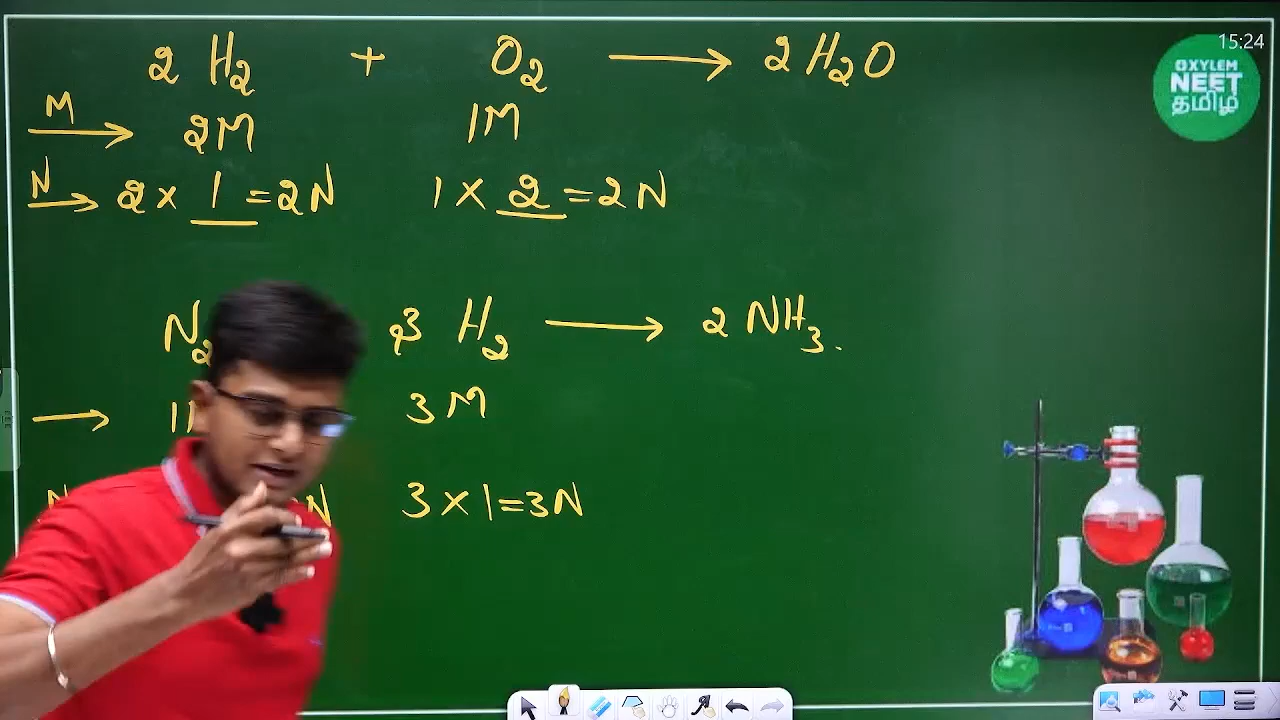 15:24
OXYLEM
NEET
தமிழ்
2 H2 + O2 → 2 H2O
M → 2M 1M
N → 2 × 1 = 2N 1 × 2 = 2N
N2 3 H2 → 2 NH3.
→ 3M
N 3 × 1 = 3N